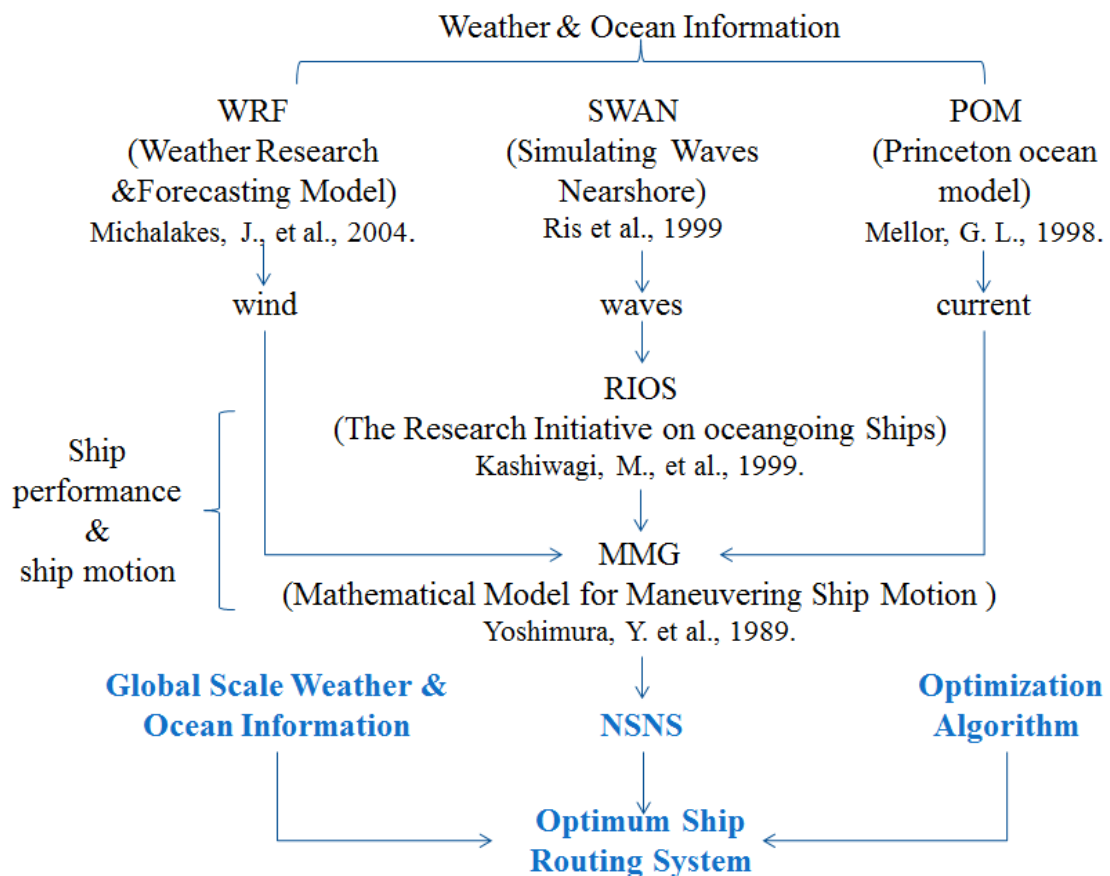 Weather & Ocean Information
WRF
(Weather Research
&Forecasting Model)
Michalakes, J., et al., 2004.
SWAN
(Simulating Waves
Nearshore)
Ris et al., 1999
POM
(Princeton ocean
model)
Mellor, G. L., 1998.
wind
waves
current
RIOS
(The Research Initiative on oceangoing Ships)
Kashiwagi, M., et al., 1999.
Ship
performance
&
ship motion
MMG
(Mathematical Model for Maneuvering Ship Motion )
Yoshimura, Y. et al., 1989.
Global Scale Weather &
Ocean Information
NSNS
Optimization
Algorithm
Optimum Ship
Routing System